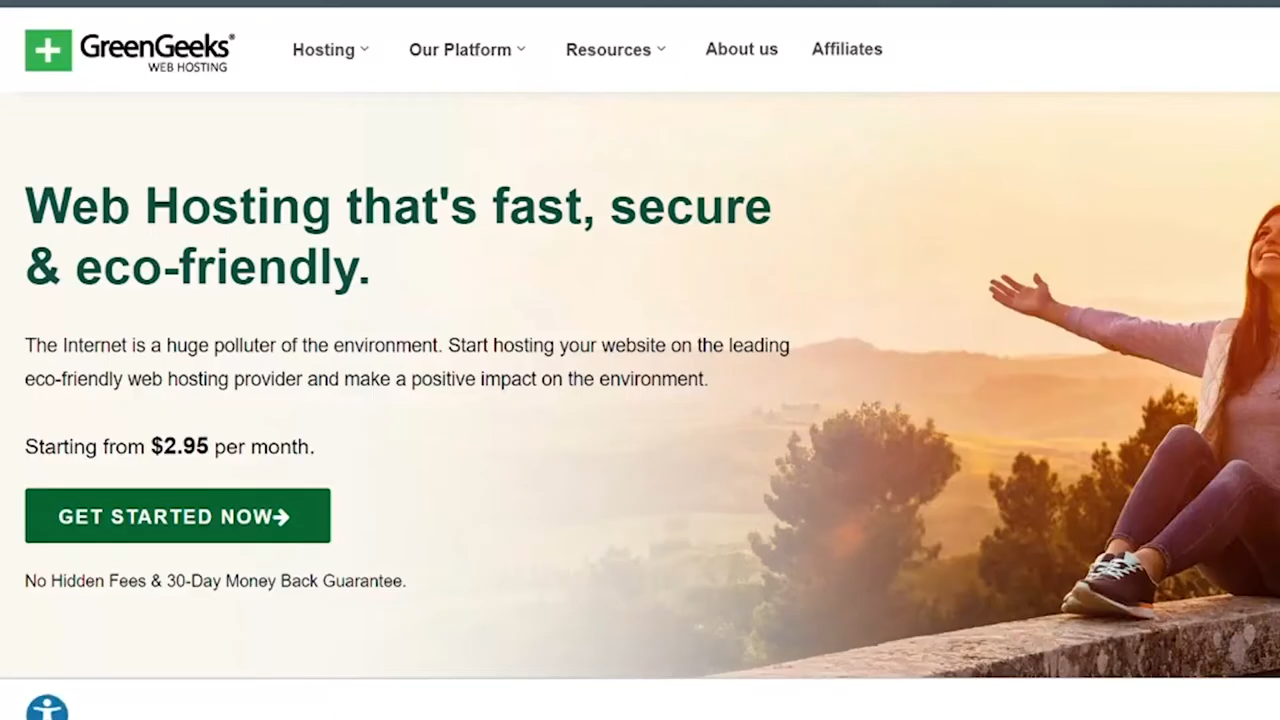 GreenGeeks®
WEB HOSTING
Hosting
Our Platform
Resources
About us
Affiliates
Web Hosting that's fast, secure
& eco-friendly.
The Internet is a huge polluter of the environment. Start hosting your website on the leading
eco-friendly web hosting provider and make a positive impact on the environment.
Starting from $2.95 per month.
GET STARTED NOW→
No Hidden Fees & 30-Day Money Back Guarantee.